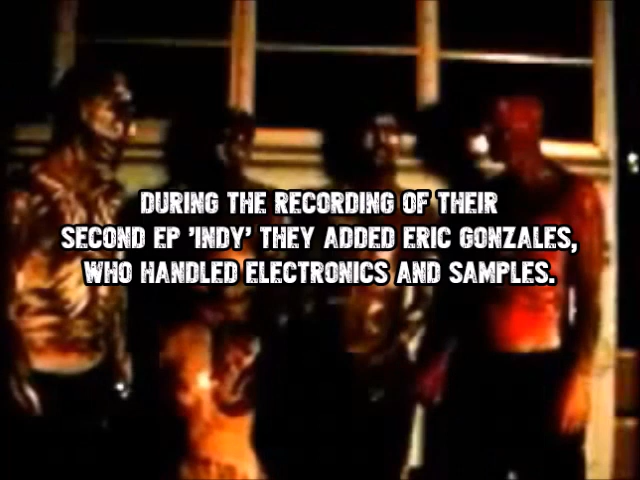 DURING THE RECORDING OF THEIR
SECOND EP 'INDY' THEY ADDED ERIC GONZALES,
WHO HANDLED ELECTRONICS AND SAMPLES.